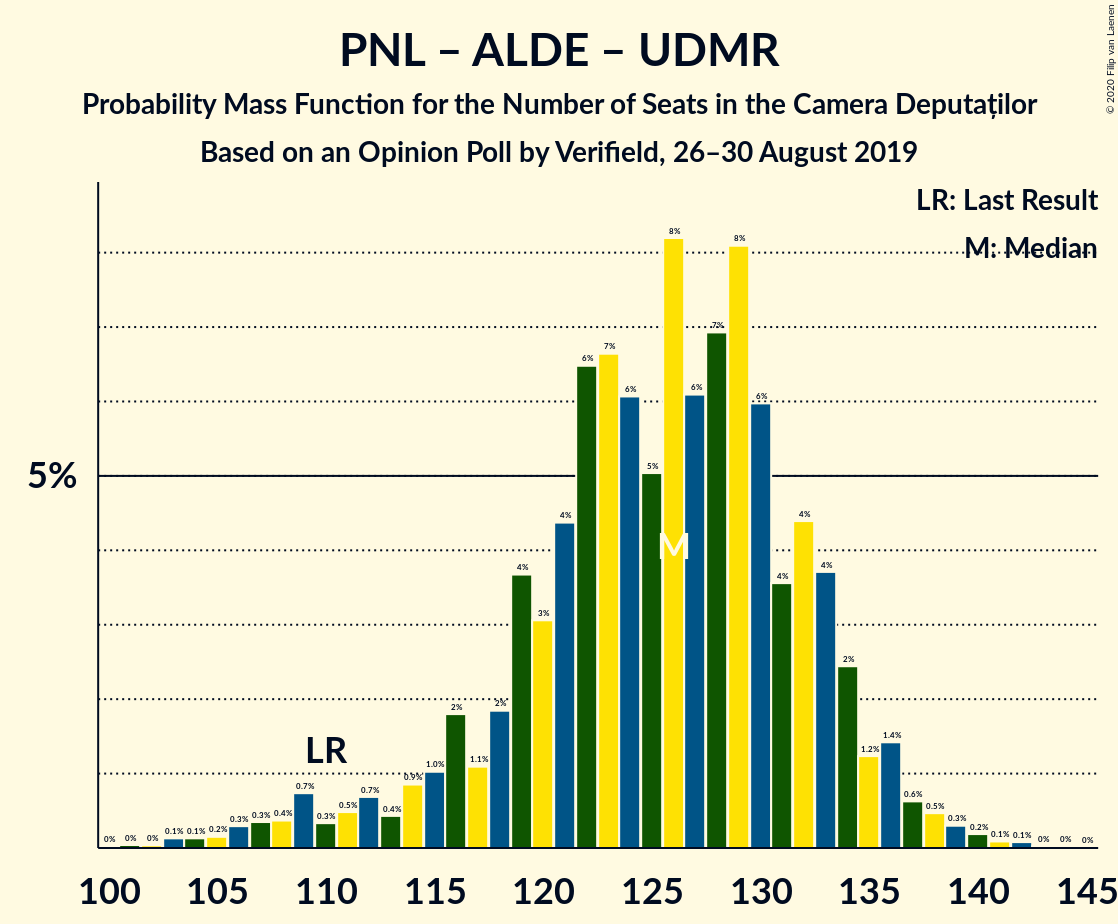 PNL – ALDE – UDMR
Probability Mass Function for the Number of Seats in the Camera Deputaților
Based on an Opinion Poll by Verifield, 26–30 August 2019
© 2020 Filip van Laenen
LR: Last Result
M: Median
5%
LR
M
0% 0% 0% 0.1% 0.1% 0.2% 0.3% 0.3% 0.4% 0.7% 0.3% 0.5% 0.7% 0.4% 0.9% 1.0% 2% 1.1% 2% 4% 3% 4% 6% 7% 6% 5% 8% 6% 7% 8% 6% 4% 4% 4% 2% 1.2% 1.4% 0.6% 0.5% 0.3% 0.2% 0.1% 0.1% 0% 0% 0%
100 105 110 115 120 125 130 135 140 145